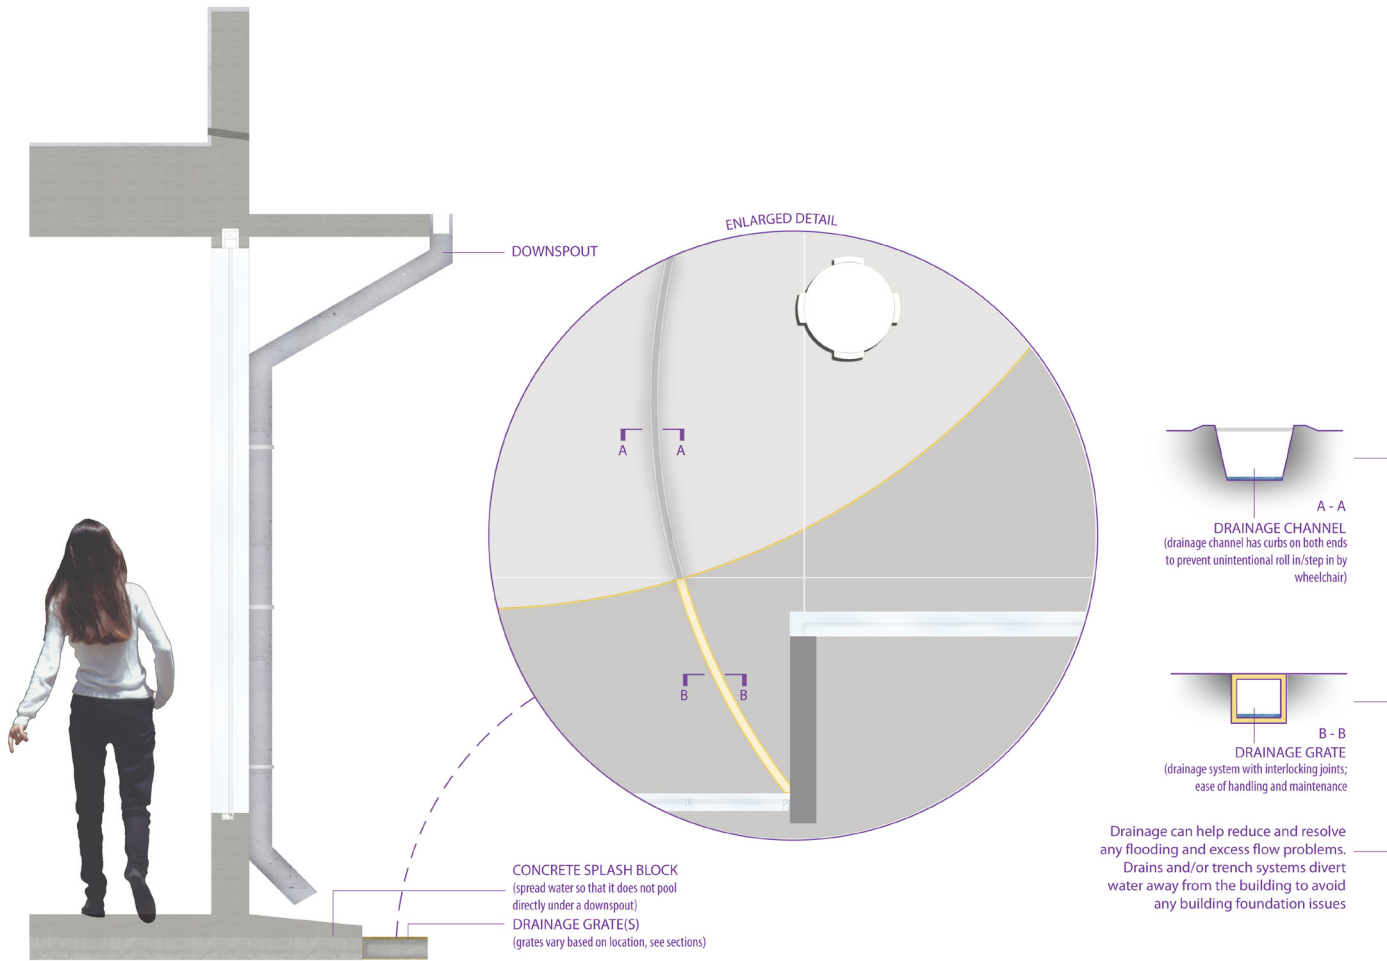 ENLARGED DETAIL
DOWNSPOUT
A
A
B
B
A - A
DRAINAGE CHANNEL
(drainage channel has curbs on both ends
to prevent unintentional roll in/step in by
wheelchair)
B - B
DRAINAGE GRATE
(drainage system with interlocking joints;
ease of handling and maintenance
Drainage can help reduce and resolve
any flooding and excess flow problems.
Drains and/or trench systems divert
water away from the building to avoid
any building foundation issues
CONCRETE SPLASH BLOCK
(spread water so that it does not pool
directly under a downspout)
DRAINAGE GRATE(S)
(grates vary based on location, see sections)